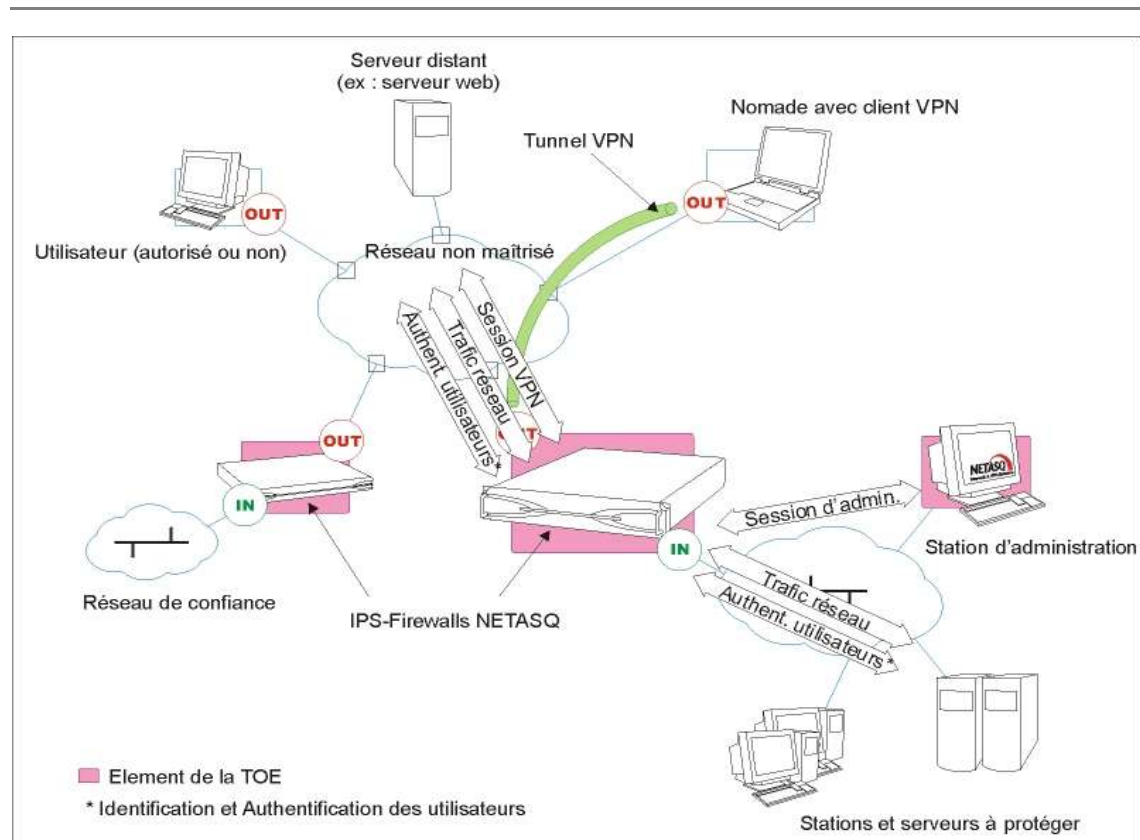 Serveur distant
(ex : serveur web)
Nomade avec client VPN
Tunnel VPN
OUT
OUT
Utilisateur (autorisé ou non)
Réseau non maîtrisé
Session VPN
Trafic réseau
Authent. utilisateurs*
OUT
OUT
NETASQ
IN
Session d'admin.
IN
Station d'administration
Réseau de confiance
IPS-Firewalls NETASQ
Trafic réseau
Authent. utilisateurs*
Element de la TOE
* Identification et Authentification des utilisateurs
Stations et serveurs à protéger